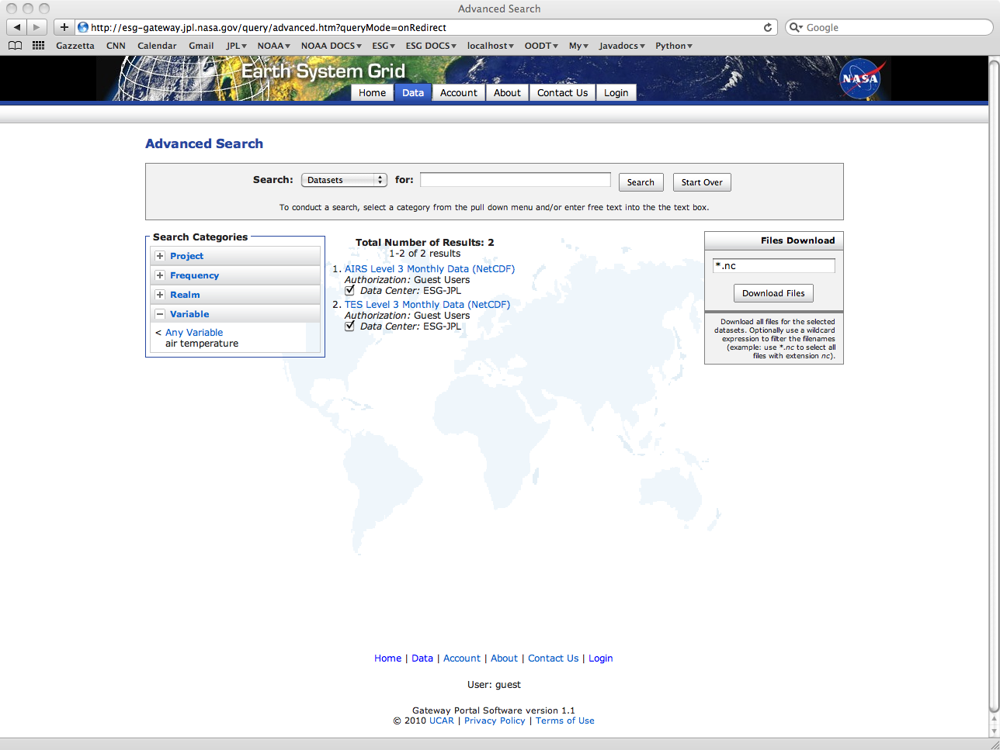 Advanced Search
http://esg-gateway.jpl.nasa.gov/query/advanced.htm?queryMode=onRedirect
Google
Gazzetta CNN Calendar Gmail JPL▾ NOAA▾ NOAA DOCS▾ ESG▾ ESG DOCS▾ localhost▾ OODT▾ My▾ Javadocs▾ Python▾
Earth System Grid
NASA
Home Data Account About Contact Us Login
Advanced Search
Search: Datasets for: Search Start Over
To conduct a search, select a category from the pull down menu and/or enter free text into the the text box.
Search Categories
Project
Frequency
Realm
Variable
< Any Variable
air temperature
Total Number of Results: 2
1-2 of 2 results
1. AIRS Level 3 Monthly Data (NetCDF)
Authorization: Guest Users
Data Center: ESG-JPL
2. TES Level 3 Monthly Data (NetCDF)
Authorization: Guest Users
Data Center: ESG-JPL
Files Download
*.nc
Download Files
Download all files for the selected
datasets. Optionally use a wildcard
expression to filter the filenames
(example: use *.nc to select all
files with extension nc).
Home | Data | Account | About | Contact Us | Login
User: guest
Gateway Portal Software version 1.1
© 2010 UCAR | Privacy Policy | Terms of Use